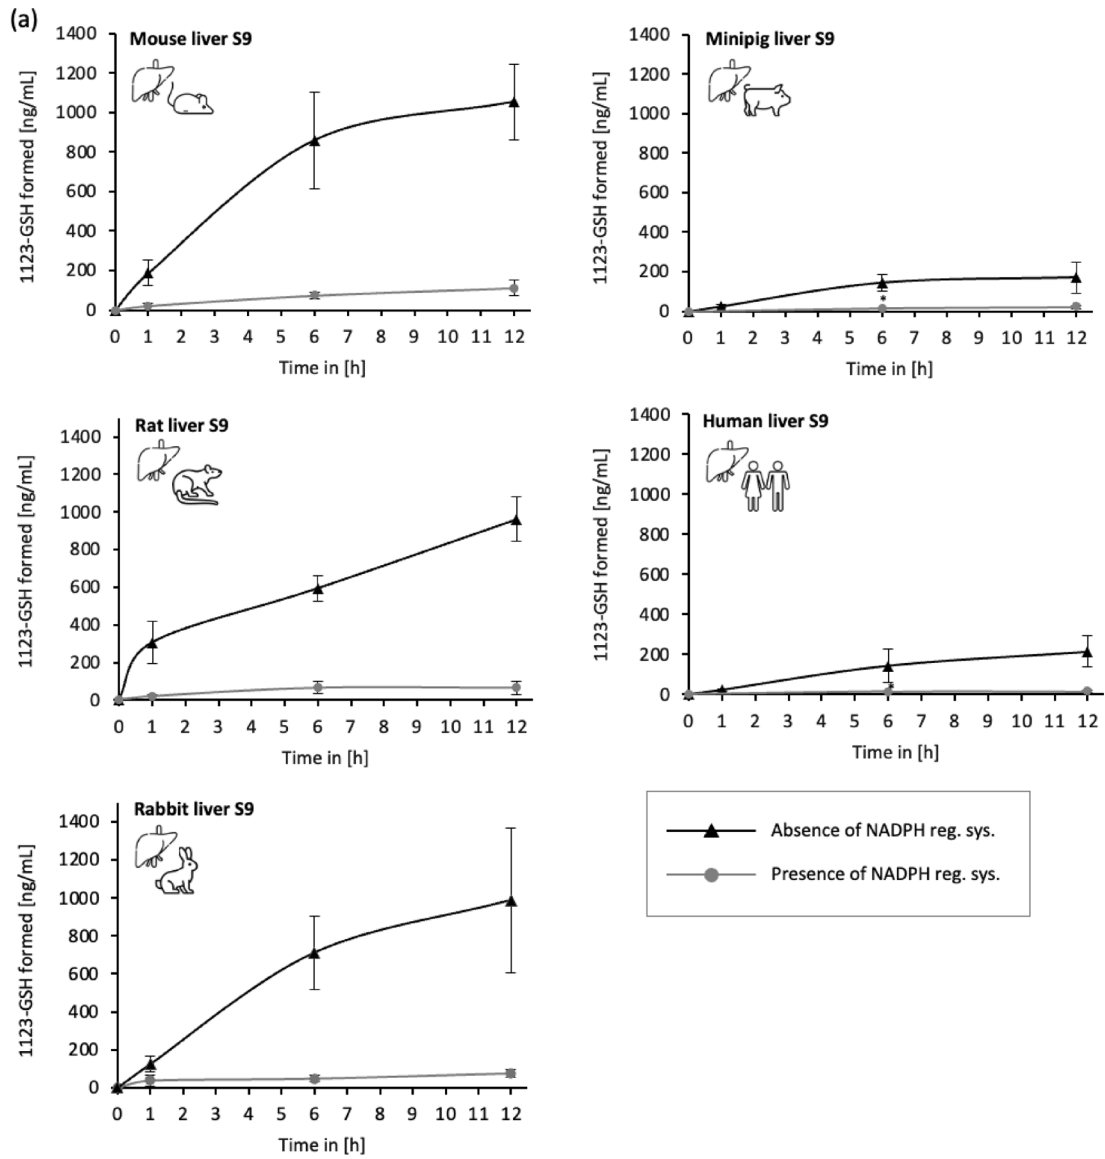 (a)
Mouse liver S9
1123-GSH formed [ng/mL]
1400
1200
1000
800
600
400
200
0
0 1 2 3 4 5 6 7 8 9 10 11 12
Time in [h]
Minipig liver S9
1123-GSH formed [ng/mL]
1400
1200
1000
800
600
400
200
0
*
0 1 2 3 4 5 6 7 8 9 10 11 12
Time in [h]
Rat liver S9
1123-GSH formed [ng/mL]
1400
1200
1000
800
600
400
200
0
0 1 2 3 4 5 6 7 8 9 10 11 12
Time in [h]
Human liver S9
1123-GSH formed [ng/mL]
1400
1200
1000
800
600
400
200
0
*
0 1 2 3 4 5 6 7 8 9 10 11 12
Time in [h]
Rabbit liver S9
1123-GSH formed [ng/mL]
1400
1200
1000
800
600
400
200
0
0 1 2 3 4 5 6 7 8 9 10 11 12
Time in [h]
Absence of NADPH reg. sys.
Presence of NADPH reg. sys.